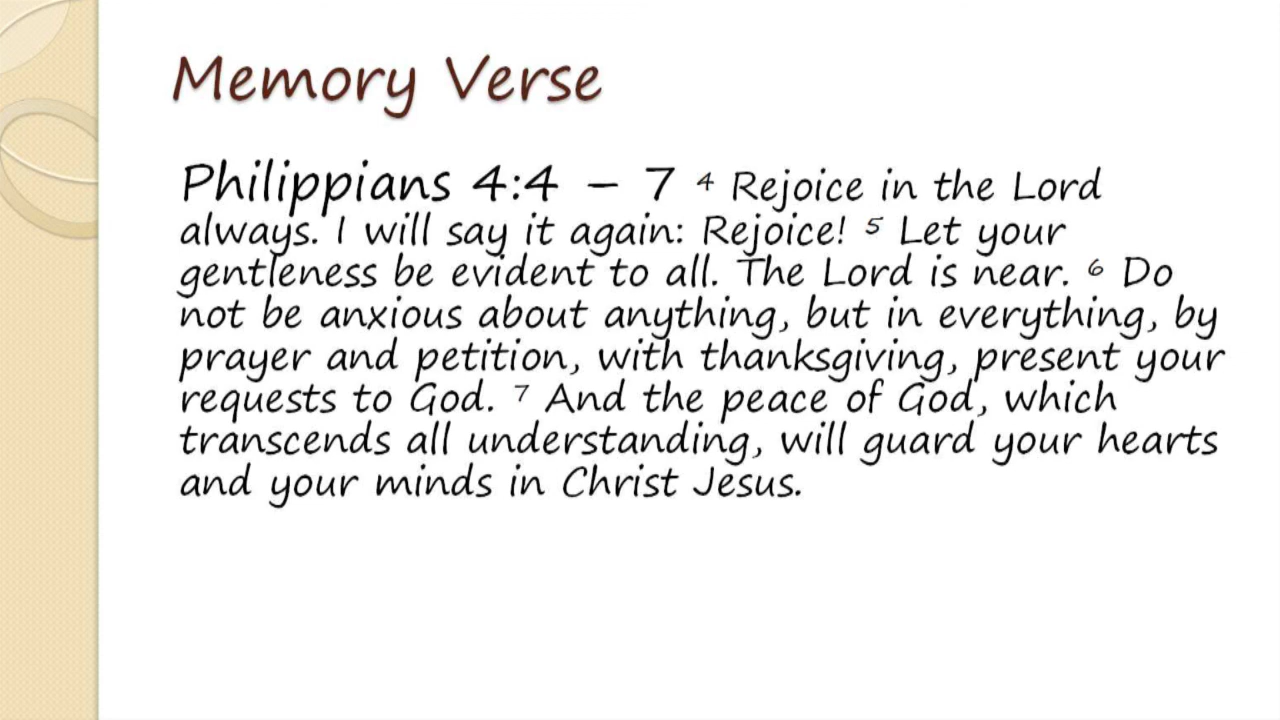 Memory Verse
Philippians 4:4 – 7 ⁴ Rejoice in the Lord
always. I will say it again: Rejoice! ⁵ Let your
gentleness be evident to all. The Lord is near. ⁶ Do
not be anxious about anything, but in everything, by
prayer and petition, with thanksgiving, present your
requests to God. ⁷ And the peace of God, which
transcends all understanding, will guard your hearts
and your minds in Christ Jesus.